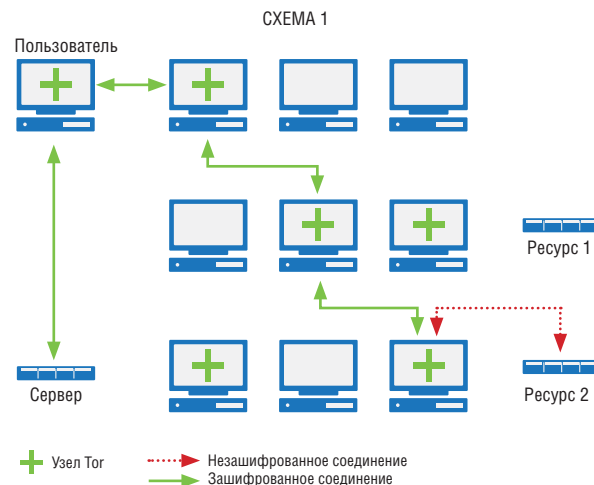 СХЕМА 1
Пользователь
Ресурс 1
Сервер
Ресурс 2
Узел Tor
Незашифрованное соединение
Зашифрованное соединение